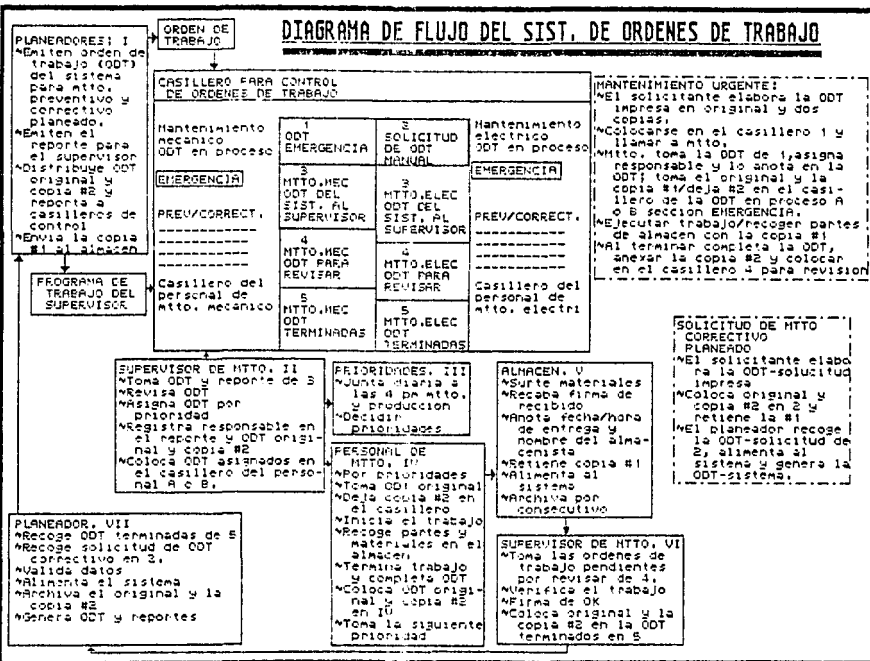 DIAGRAMA DE FLUJO DEL SIST. DE ORDENES DE TRABAJO
PLANEADORES: I
~Emiten orden de
trabajo (ODT)
del sistema
para mtto.
preventivo y
correctivo
planeado.
~Emiten el
reporte para
el supervisor
~Distribuye ODT
original y
copia #2 y
reporta a
casilleros de
control
~Envia la copia
#1 al almacen
ORDEN DE
TRABAJO
PROGRAMA DE
TRABAJO DEL
SUPERVISOR
CASILLERO PARA CONTROL
DE ORDENES DE TRABAJO
Mantenimiento
mecanico
ODT en proceso
EMERGENCIA
PREV/CORRECT.
Casillero del
personal de
mtto. mecánico
1
ODT
EMERGENCIA
3
MTTO.MEC
ODT DEL
SIST. AL
SUPERVISOR
4
MTTO.MEC
ODT PARA
REVISAR
5
MTTO.MEC
ODT
TERMINADAS
2
SOLICITUD
DE ODT
MANUAL
3
MTTO.ELEC
ODT DEL
SIST. AL
SUPERVISOR
4
MTTO.ELEC
ODT PARA
REVISAR
5
MTTO.ELEC
ODT
TERMINADAS
Mantenimiento
electrico
ODT en proceso
EMERGENCIA
PREV/CORRECT.
Casillero del
personal de
mtto. electri
MANTENIMIENTO URGENTE:
~El solicitante elabora la ODT
impresa en original y dos
copias.
~Colocarse en el casillero 1 y
llamar a mtto.
~Mtto. toma la ODT de 1,asigna
responsable y lo anota en la
ODT; toma el original y la
copia #1/deja #2 en el casi-
llero de la ODT en proceso A
o B seccion EMERGENCIA.
~Ejecutar trabajo/recoger partes
de almacen con la copia #1
~Al terminar completa la ODT,
anexar la copia #2 y colocar
en el casillero 4 para revision
SOLICITUD DE MTTO
CORRECTIVO
PLANEADO
~El solicitante elabo
ra la ODT-solucitud
impresa
~Coloca original y
copia #2 en 2 y
retiene la #1
~El planeador recoge
la ODT-solicitud de
2, alimenta al
sistema y genera la
ODT-sistema.
SUPERVISOR DE MTTO. II
~Toma ODT y reporte de 3
~Revisa ODT
~Asigna ODT por
prioridad
~Registra responsable en
el reporte y ODT origi-
nal y copia #2
~Coloca ODT asignados en
el casillero del perso-
nal A o B.
PRIORIDADES. III
~Junta diaria a
las 4 pm mtto.
y produccion
~Decidir
prioridades
PERSONAL DE
MTTO. IV
~Por prioridades
~Toma ODT original
~Deja copia #2 en
el casillero
~Inicia el trabajo
~Recoge partes y
materiales en el
almacen.
~Termina trabajo
y completa ODT
~Coloca ODT origi-
nal y copia #2
en IV
~Toma la siguiente
prioridad
ALMACEN. V
~Surte materiales
~Recaba firma de
recibido
~Anota fecha/hora
de entrega y
nombre del alma-
cenista
~Retiene copia #1
~Alimenta al
sistema
~Archiva por
consecutivo
SUPERVISOR DE MTTO. VI
~Toma las ordenes de
trabajo pendientes
por revisar de 4.
~Verifica el trabajo
~Firma de OK
~Coloca original y la
copia #2 en la ODT
terminados en 5
PLANEADOR. VII
~Recoge ODT terminadas de 5
~Recoge solicitud de ODT
correctivo en 2.
~Valida datos
~Alimenta el sistema
~Archiva el original y la
copia #2
~Genera ODT y reportes